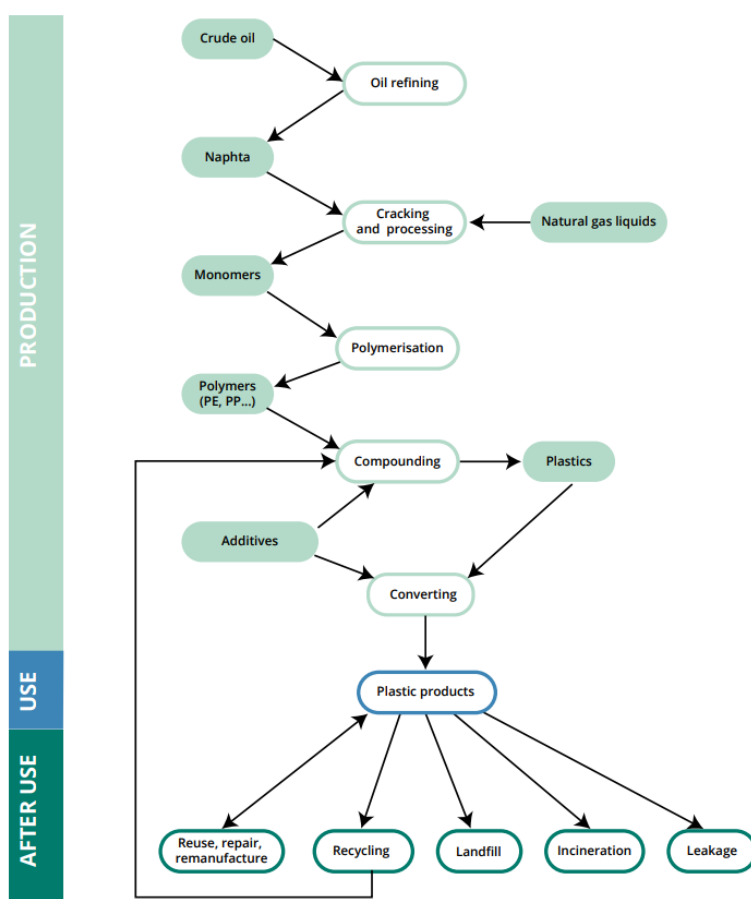 PRODUCTION
USE
AFTER USE
Crude oil
Oil refining
Naphta
Cracking
and processing
Natural gas liquids
Monomers
Polymerisation
Polymers
(PE, PP...)
Compounding
Plastics
Additives
Converting
Plastic products
Reuse, repair,
remanufacture
Recycling
Landfill
Incineration
Leakage